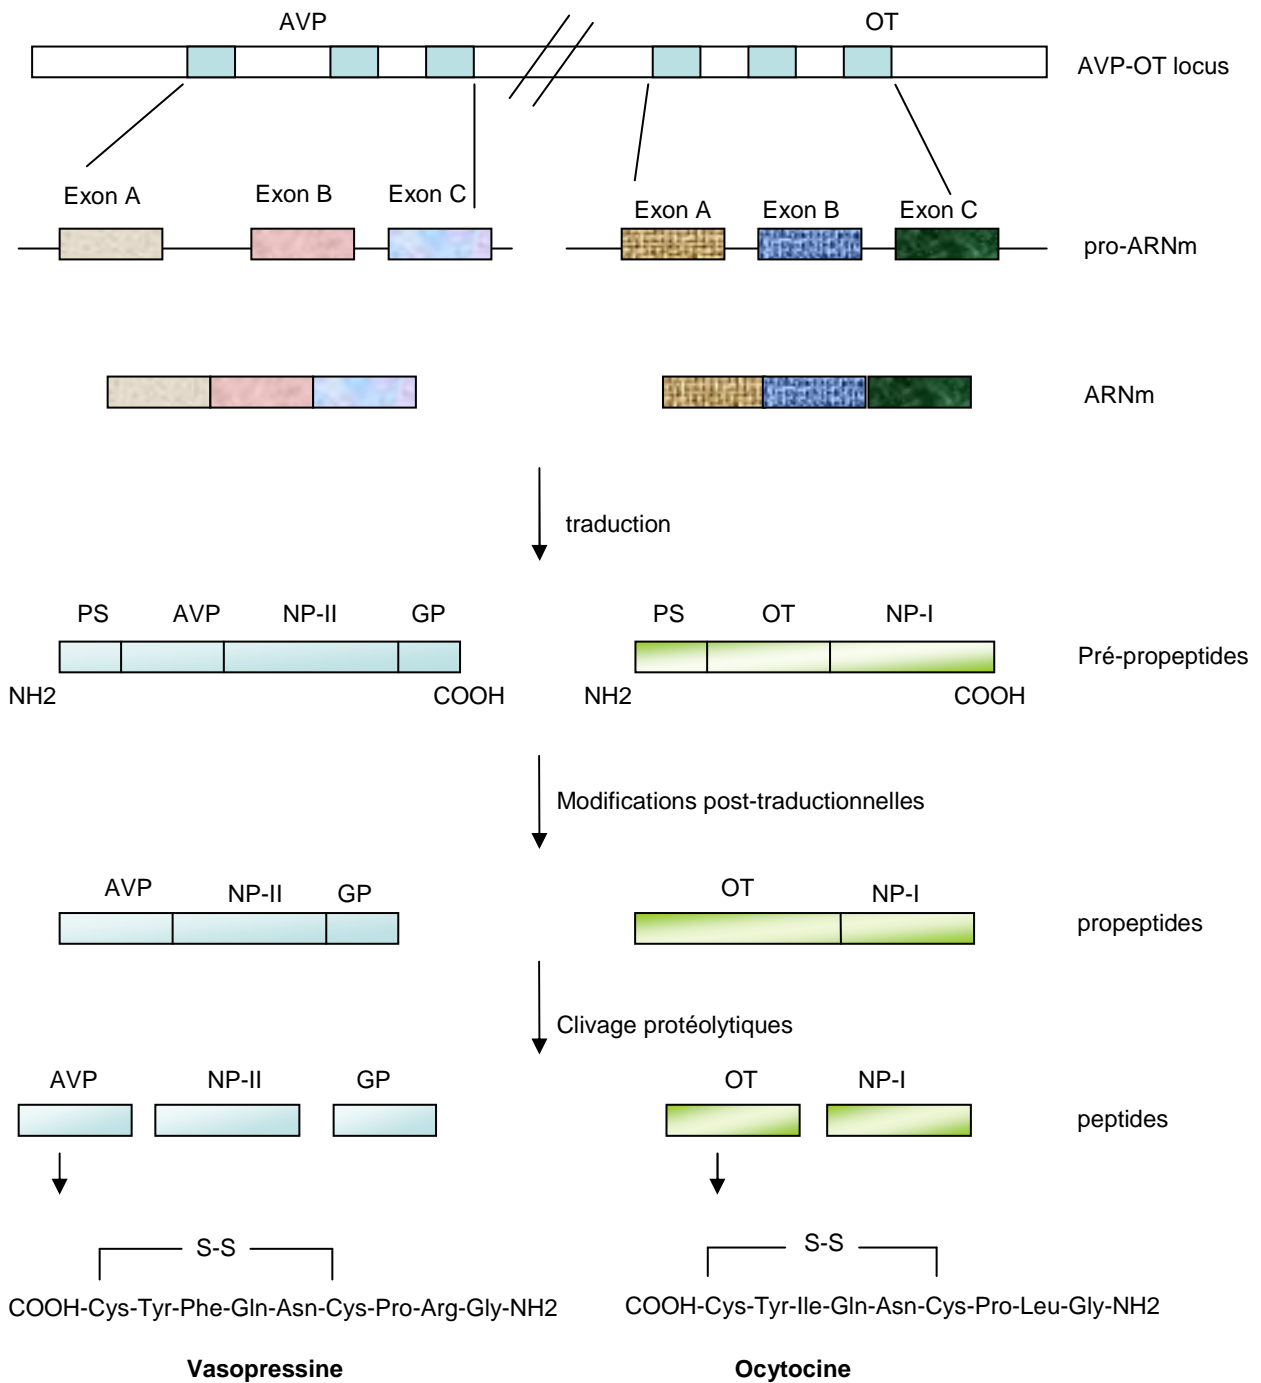 AVP OT
AVP-OT locus
Exon A Exon B Exon C Exon A Exon B Exon C
pro-ARNm
ARNm
traduction
PS AVP NP-II GP PS OT NP-I
Pré-propeptides
NH2 COOH NH2 COOH
Modifications post-traductionnelles
AVP NP-II GP OT NP-I
propeptides
Clivage protéolytiques
AVP NP-II GP OT NP-I
peptides
S-S S-S
COOH-Cys-Tyr-Phe-Gln-Asn-Cys-Pro-Arg-Gly-NH2 COOH-Cys-Tyr-Ile-Gln-Asn-Cys-Pro-Leu-Gly-NH2
Vasopressine Ocytocine